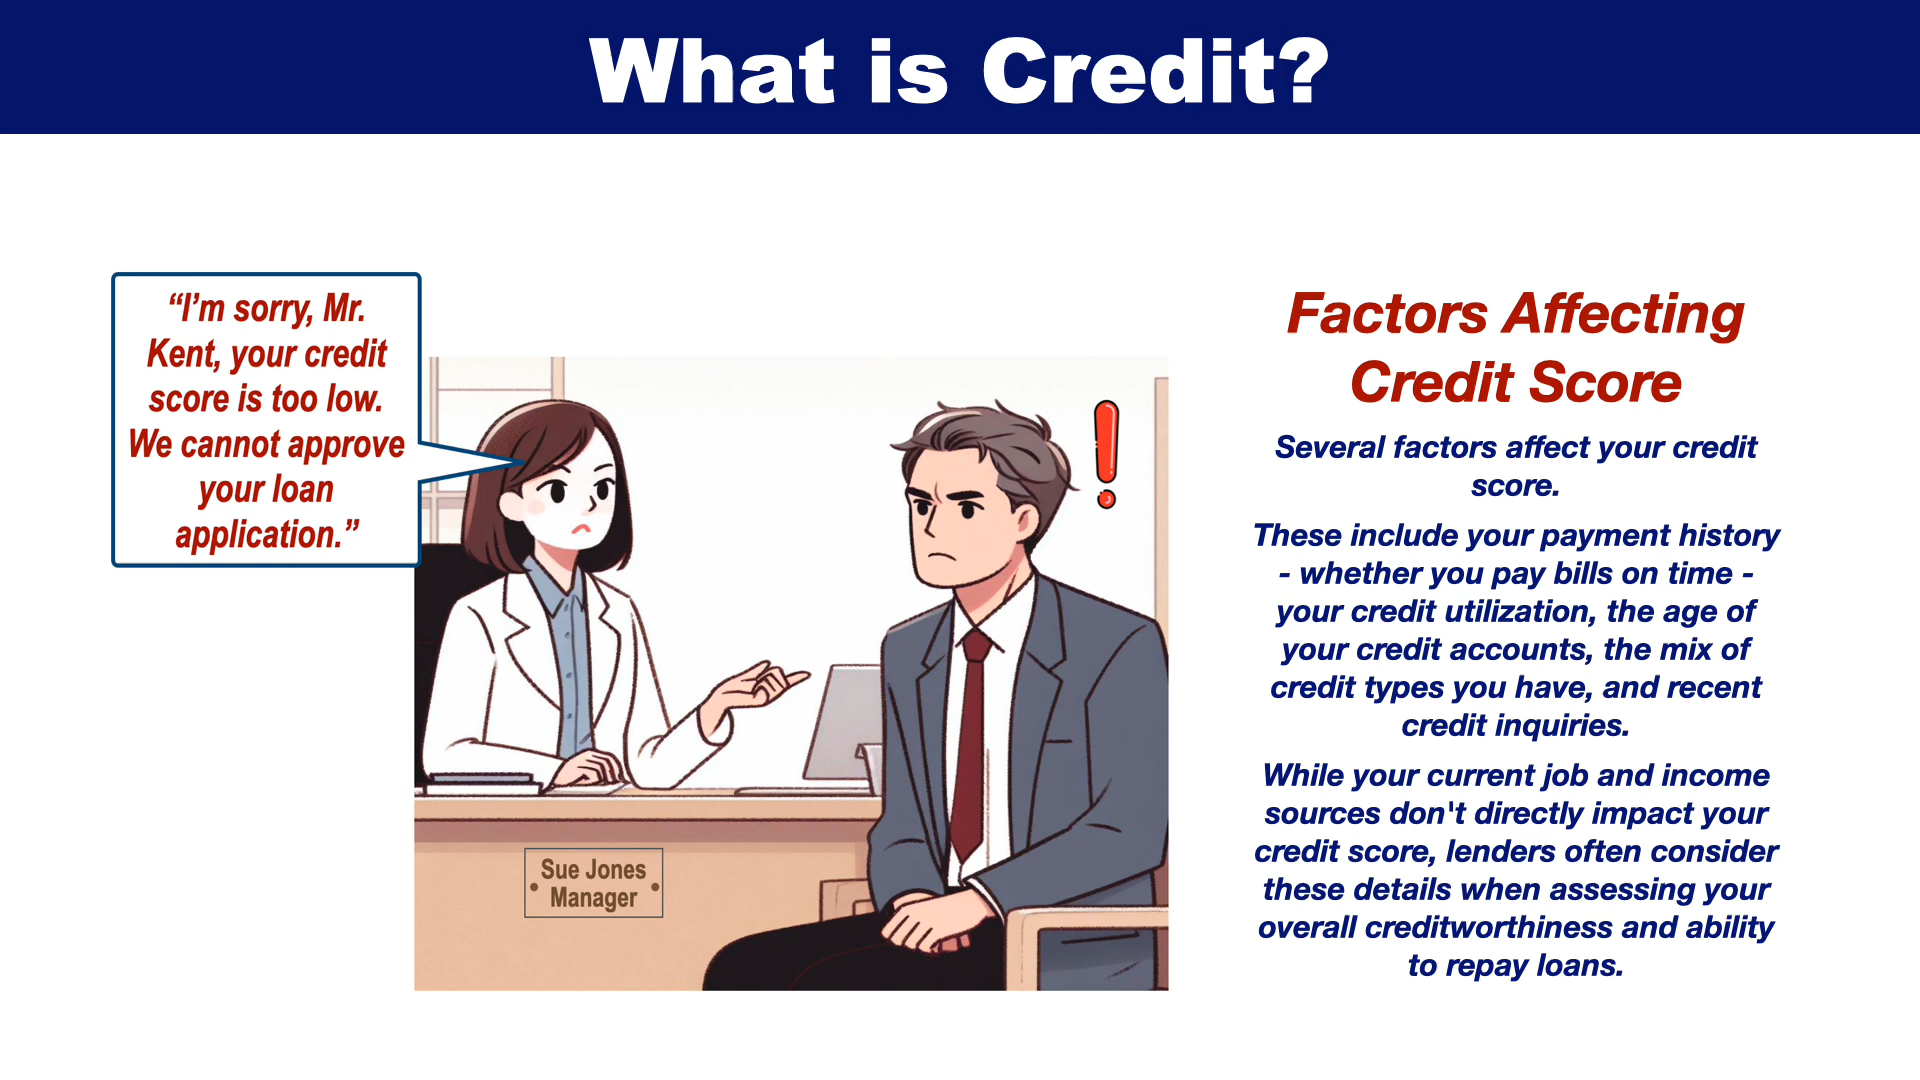 What is Credit?
“I’m sorry, Mr.
Kent, your credit
score is too low.
We cannot approve
your loan
application.”
Sue Jones
Manager
Factors Affecting
Credit Score
Several factors affect your credit
score.
These include your payment history
- whether you pay bills on time -
your credit utilization, the age of
your credit accounts, the mix of
credit types you have, and recent
credit inquiries.
While your current job and income
sources don't directly impact your
credit score, lenders often consider
these details when assessing your
overall creditworthiness and ability
to repay loans.